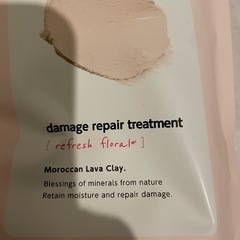 damage repair treatment
[ refresh floral ]
Moroccan Lava Clay.
Blessings of minerals from nature
Retain moisture and repair damage.